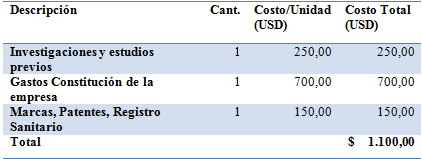 Descripción Cant. Costo/Unidad Costo Total
(USD) (USD)
Investigaciones y estudios 1 250,00 250,00
previos
Gastos Constitución de la 1 700,00 700,00
empresa
Marcas, Patentes, Registro 1 150,00 150,00
Sanitario
Total $ 1.100,00